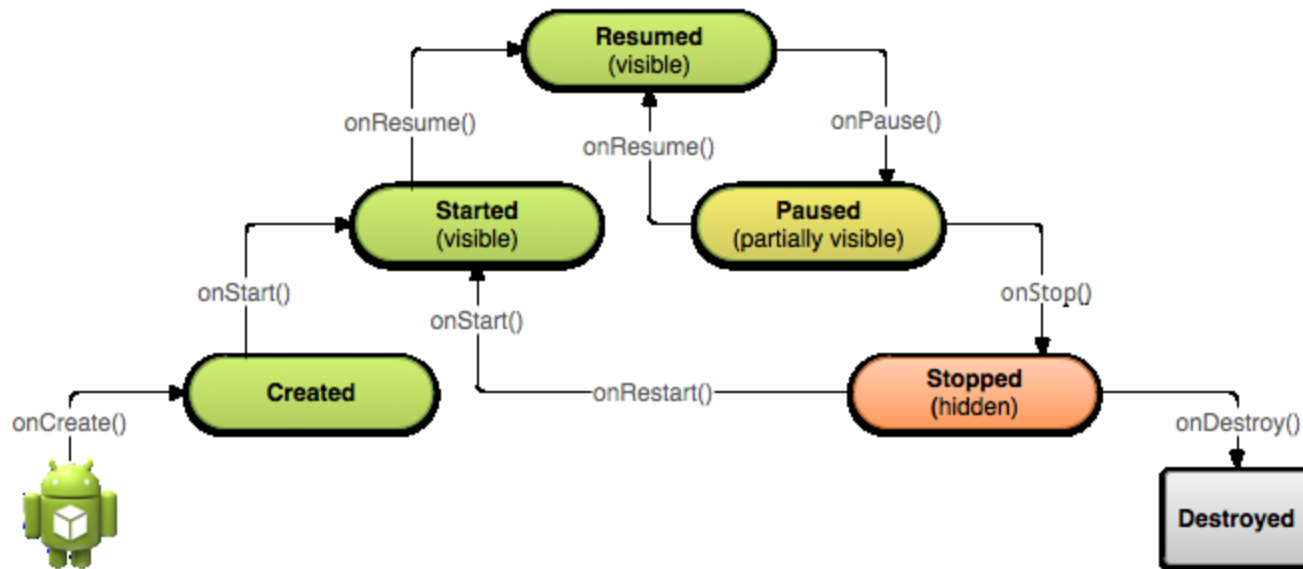 Resumed
(visible)
onResume()
onPause()
onResume()
Started
(visible)
Paused
(partially visible)
onStart()
onStop()
onStart()
Created
onRestart()
Stopped
(hidden)
onCreate()
onDestroy()
Destroyed